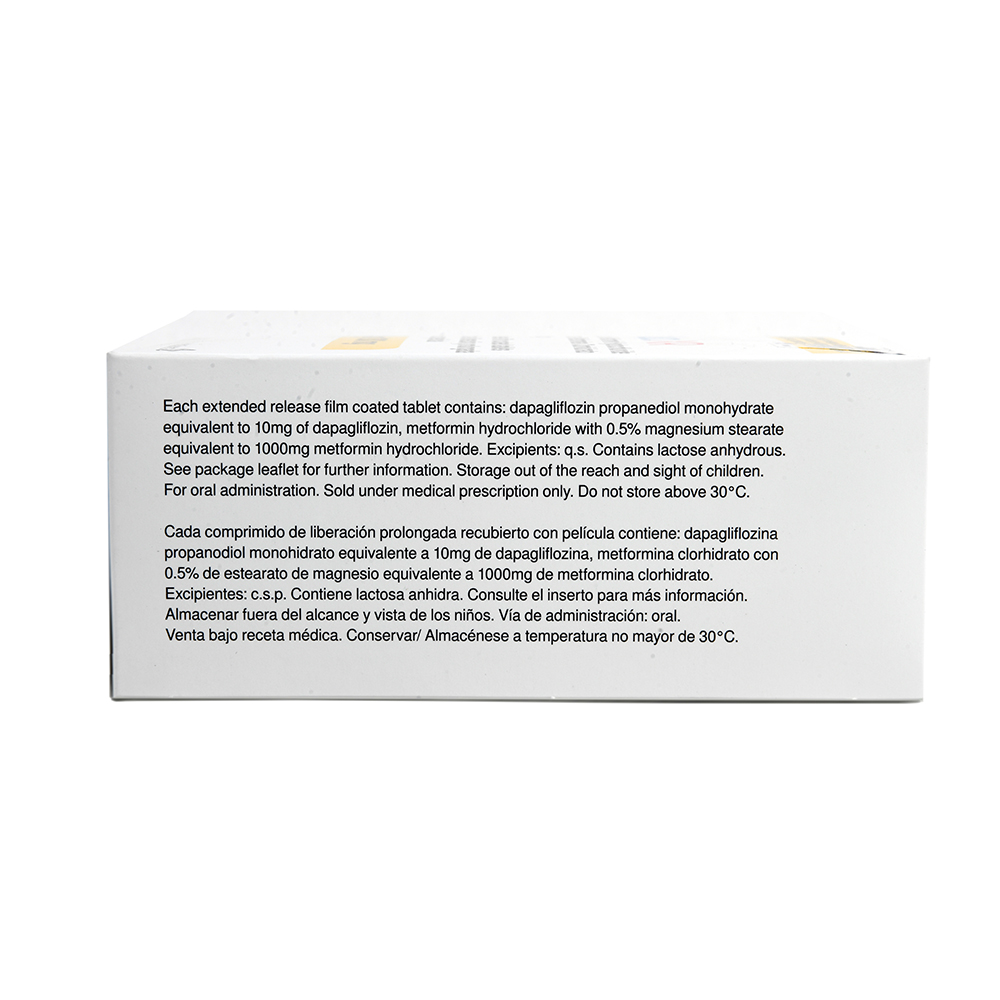 Each extended release film coated tablet contains: dapagliflozin propanediol monohydrate
equivalent to 10mg of dapagliflozin, metformin hydrochloride with 0.5% magnesium stearate
equivalent to 1000mg metformin hydrochloride. Excipients: q.s. Contains lactose anhydrous.
See package leaflet for further information. Storage out of the reach and sight of children.
For oral administration. Sold under medical prescription only. Do not store above 30°C.
Cada comprimido de liberación prolongada recubierto con película contiene: dapagliflozina
propanodiol monohidrato equivalente a 10mg de dapagliflozina, metformina clorhidrato con
0.5% de estearato de magnesio equivalente a 1000mg de metformina clorhidrato.
Excipientes: c.s.p. Contiene lactosa anhidra. Consulte el inserto para más información.
Almacenar fuera del alcance y vista de los niños. Vía de administración: oral.
Venta bajo receta médica. Conservar/ Almacénese a temperatura no mayor de 30°C.